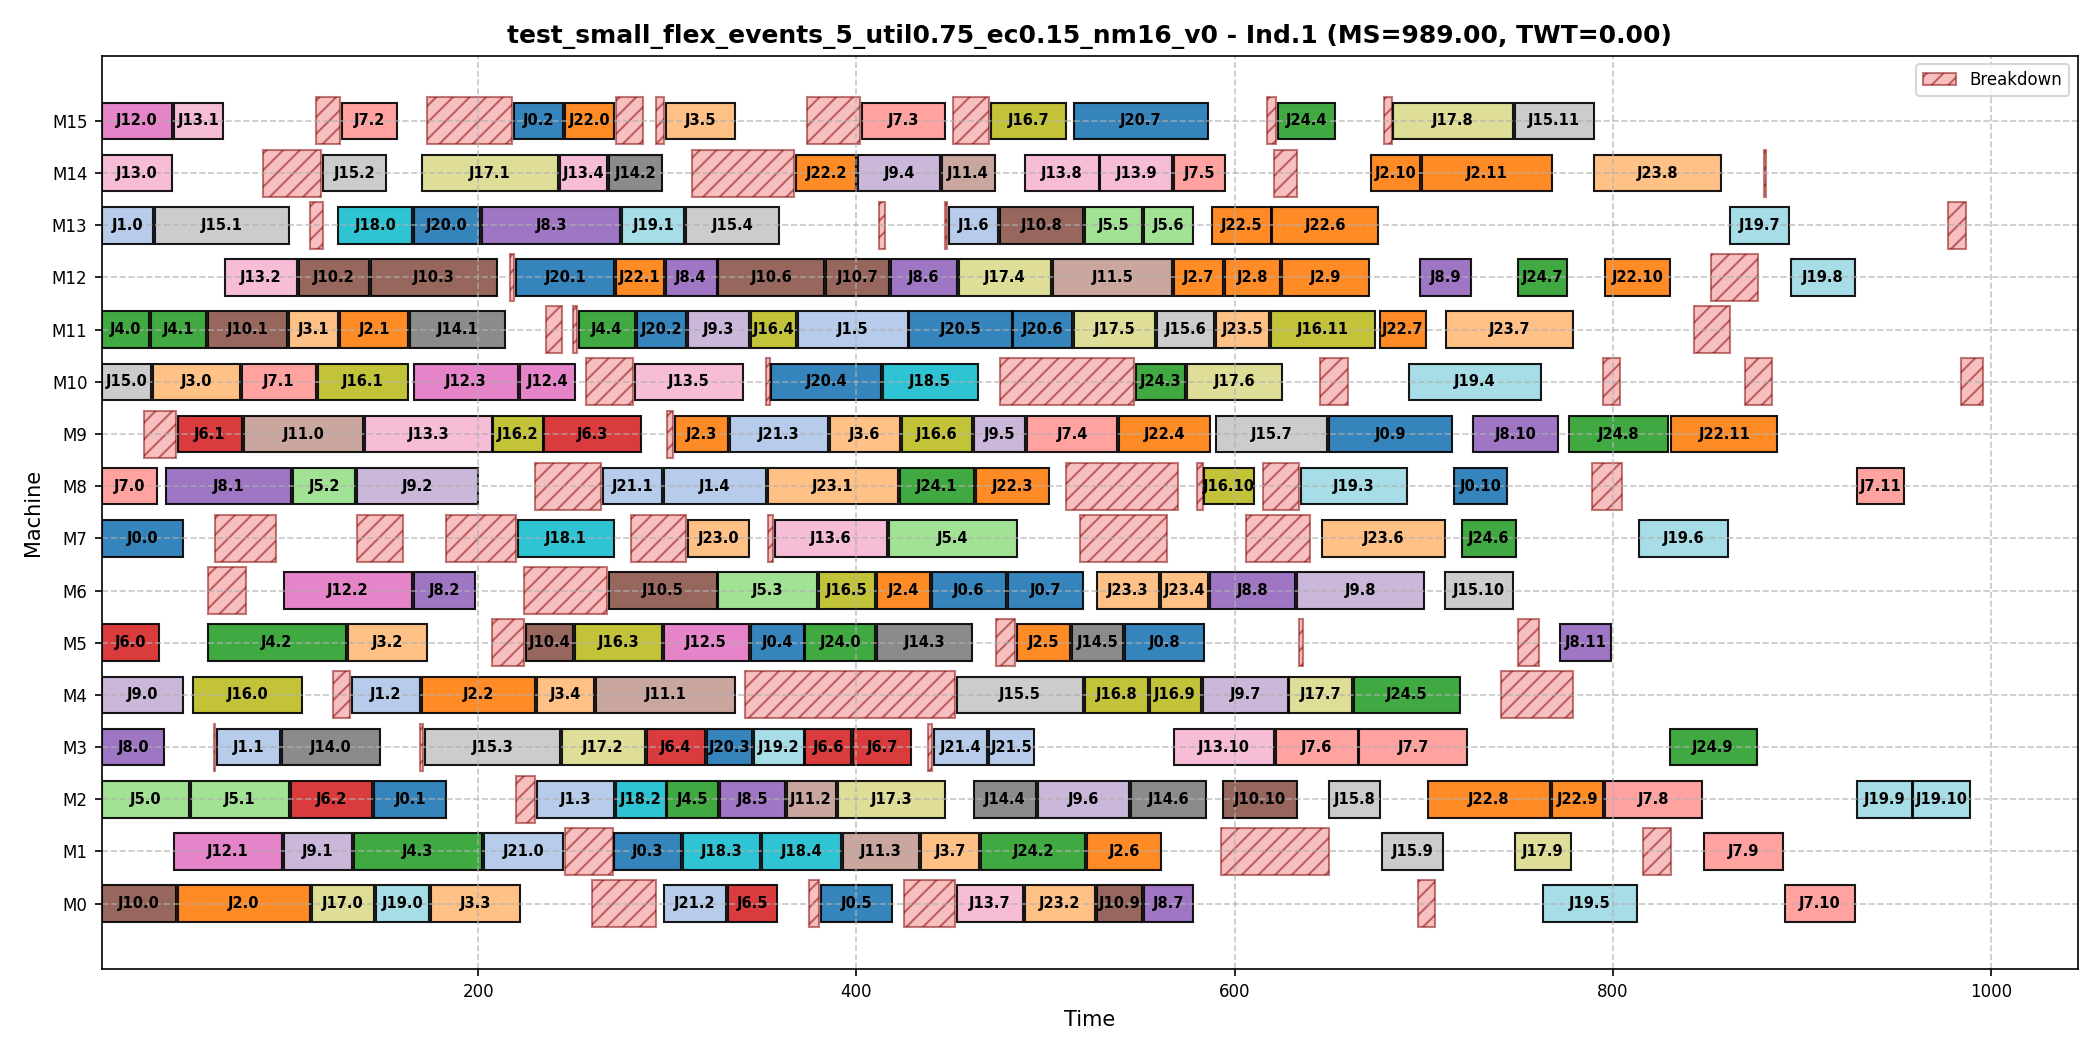 test_small_flex_events_5_util0.75_ec0.15_nm16_v0 - Ind.1 (MS=989.00, TWT=0.00)
Breakdown
M15 J12.0 J13.1 J7.2 J0.2 J22.0 J3.5 J7.3 J16.7 J20.7 J24.4 J17.8 J15.11
M14 J13.0 J15.2 J17.1 J13.4 J14.2 J22.2 J9.4 J11.4 J13.8 J13.9 J7.5 J2.10 J2.11 J23.8
M13 J1.0 J15.1 J18.0 J20.0 J8.3 J19.1 J15.4 J1.6 J10.8 J5.5 J5.6 J22.5 J22.6 J19.7
M12 J13.2 J10.2 J10.3 J20.1 J22.1 J8.4 J10.6 J10.7 J8.6 J17.4 J11.5 J2.7 J2.8 J2.9 J8.9 J24.7 J22.10 J19.8
M11 J4.0 J4.1 J10.1 J3.1 J2.1 J14.1 J4.4 J20.2 J9.3 J16.4 J1.5 J20.5 J20.6 J17.5 J15.6 J23.5 J16.11 J22.7 J23.7
M10 J15.0 J3.0 J7.1 J16.1 J12.3 J12.4 J13.5 J20.4 J18.5 J24.3 J17.6 J19.4
M9 J6.1 J11.0 J13.3 J16.2 J6.3 J2.3 J21.3 J3.6 J16.6 J9.5 J7.4 J22.4 J15.7 J0.9 J8.10 J24.8 J22.11
M8 J7.0 J8.1 J5.2 J9.2 J21.1 J1.4 J23.1 J24.1 J22.3 J16.10 J19.3 J0.10 J7.11
M7 J0.0 J18.1 J23.0 J13.6 J5.4 J23.6 J24.6 J19.6
M6 J12.2 J8.2 J10.5 J5.3 J16.5 J2.4 J0.6 J0.7 J23.3 J23.4 J8.8 J9.8 J15.10
M5 J6.0 J4.2 J3.2 J10.4 J16.3 J12.5 J0.4 J24.0 J14.3 J2.5 J14.5 J0.8 J8.11
M4 J9.0 J16.0 J1.2 J2.2 J3.4 J11.1 J15.5 J16.8 J16.9 J9.7 J17.7 J24.5
M3 J8.0 J1.1 J14.0 J15.3 J17.2 J6.4 J20.3 J19.2 J6.6 J6.7 J21.4 J21.5 J13.10 J7.6 J7.7 J24.9
M2 J5.0 J5.1 J6.2 J0.1 J1.3 J18.2 J4.5 J8.5 J11.2 J17.3 J14.4 J9.6 J14.6 J10.10 J15.8 J22.8 J22.9 J7.8 J19.9 J19.10
M1 J12.1 J9.1 J4.3 J21.0 J0.3 J18.3 J18.4 J11.3 J3.7 J24.2 J2.6 J15.9 J17.9 J7.9
M0 J10.0 J2.0 J17.0 J19.0 J3.3 J21.2 J6.5 J0.5 J13.7 J23.2 J10.9 J8.7 J19.5 J7.10
Machine
200 400 600 800 1000
Time